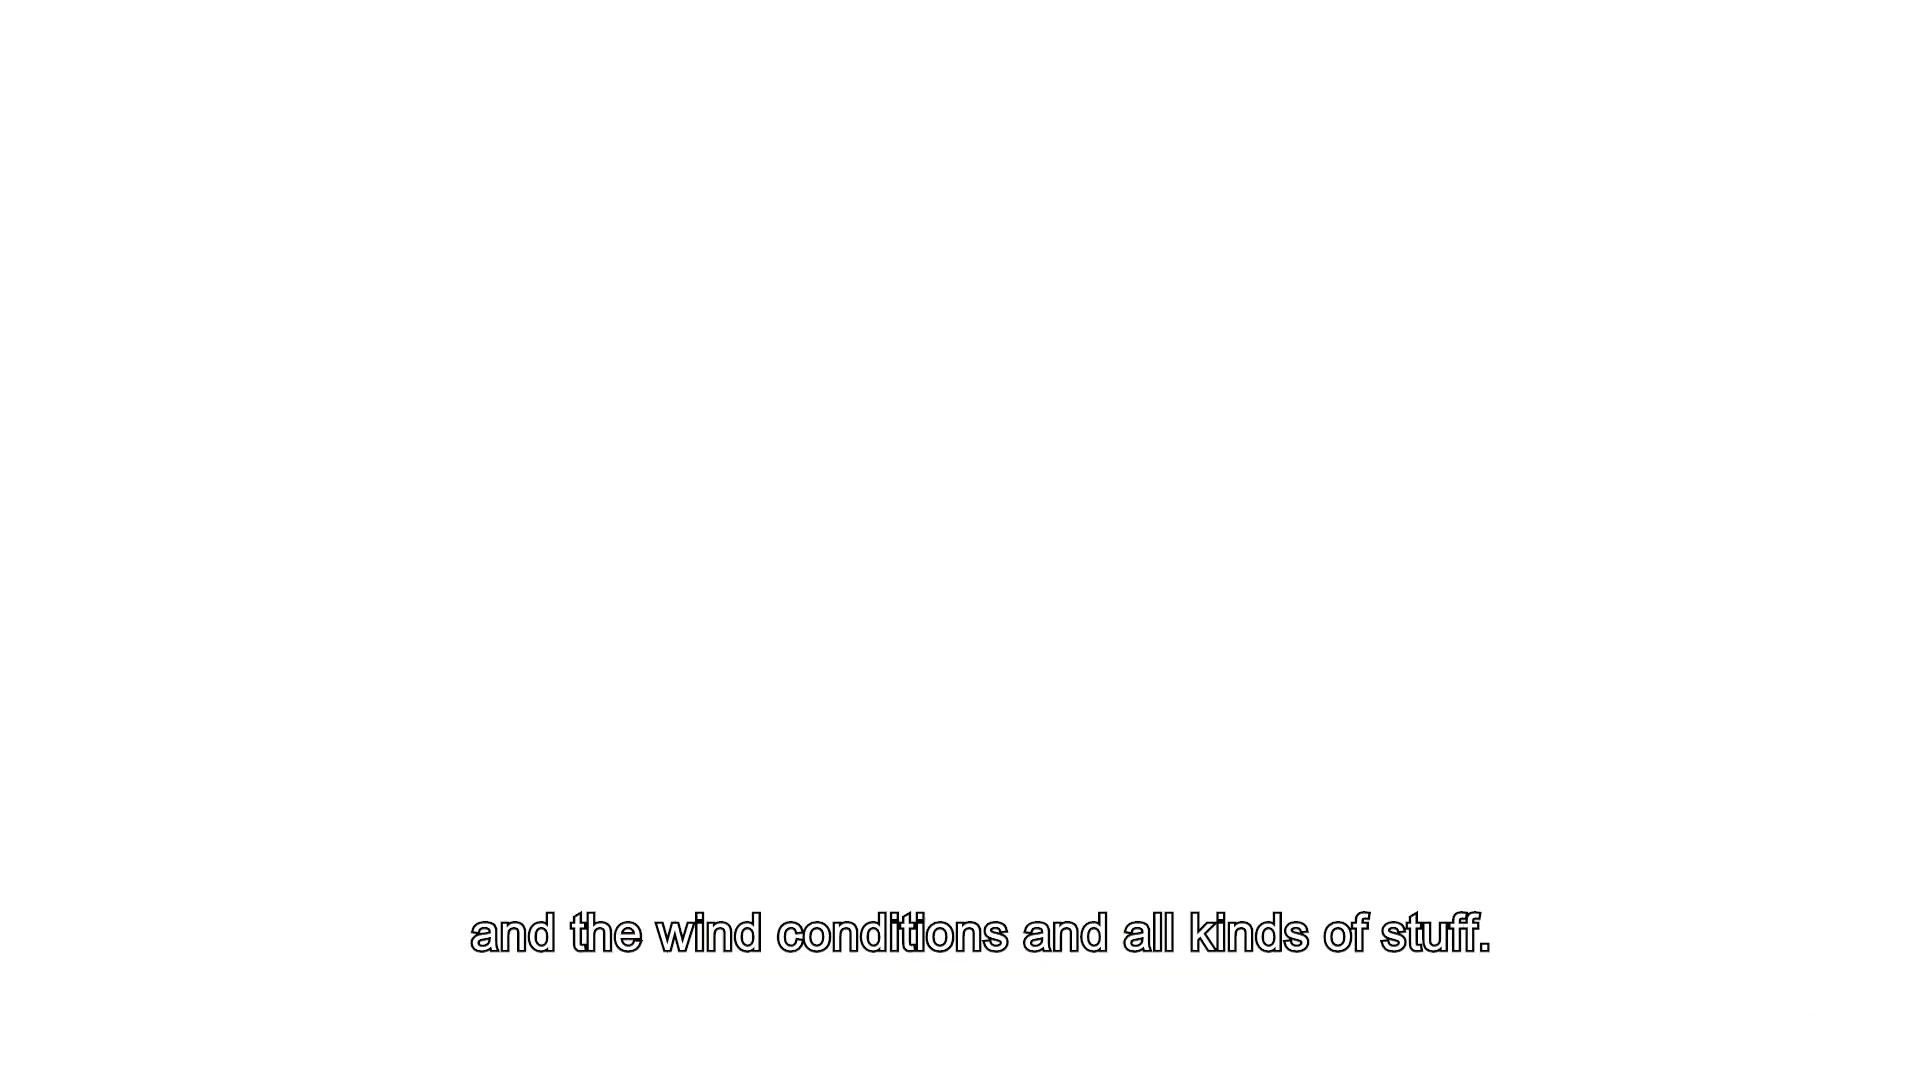 and the wind conditions and all kinds of stuff.